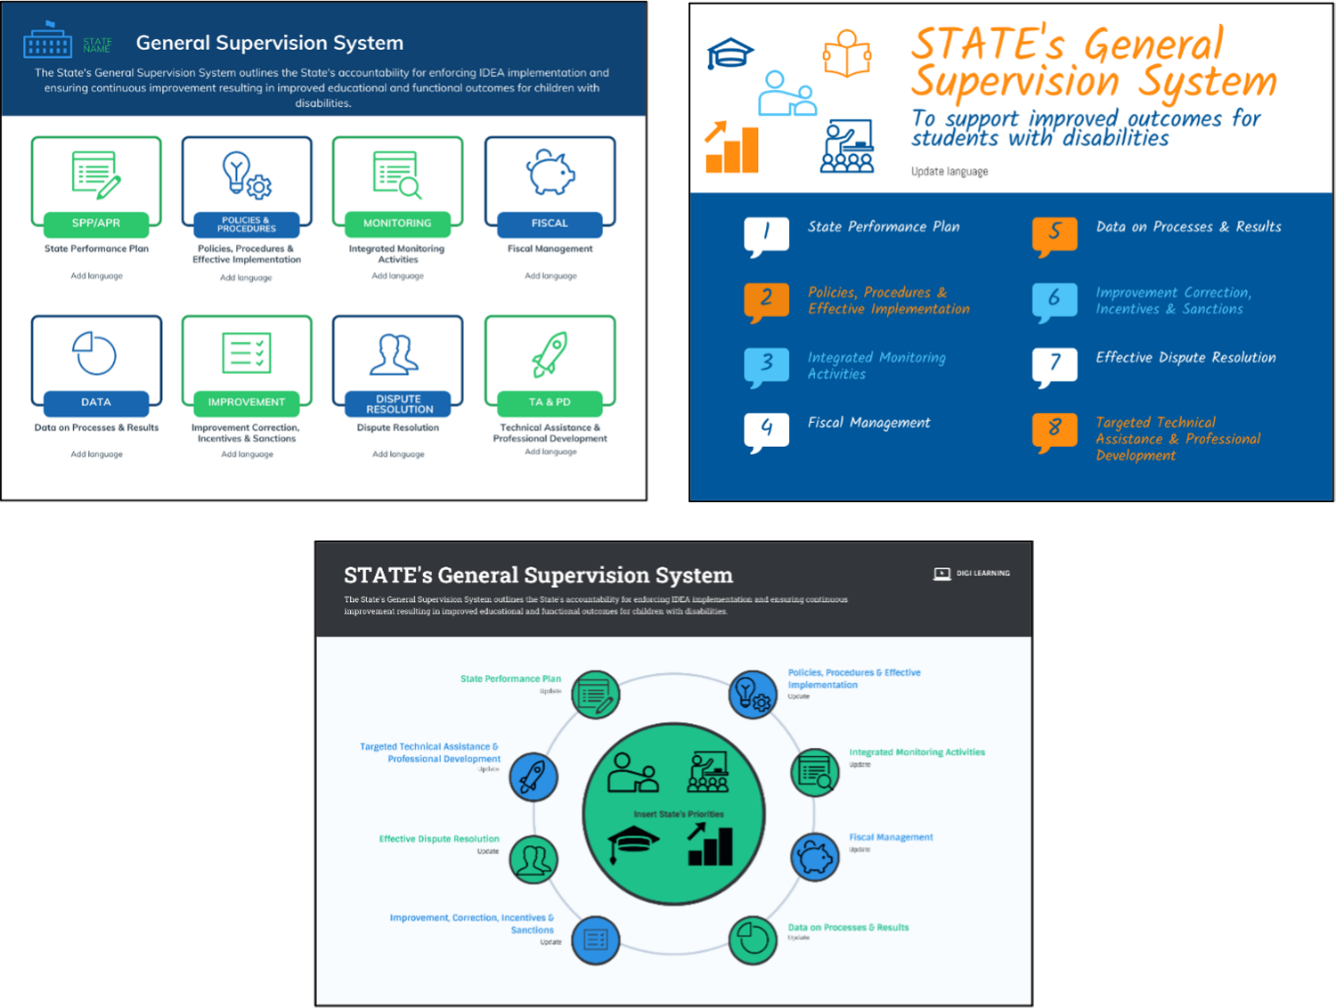 STATE
NAME
General Supervision System
The State's General Supervision System outlines the State's accountability for enforcing IDEA implementation and
ensuring continuous improvement resulting in improved educational and functional outcomes for children with
disabilities.
SPP/APR
State Performance Plan
Add language
POLICIES &
PROCEDURES
Policies, Procedures &
Effective Implementation
Add language
MONITORING
Integrated Monitoring
Activities
Add language
FISCAL
Fiscal Management
Add language
DATA
Data on Processes & Results
Add language
IMPROVEMENT
Improvement Correction,
Incentives & Sanctions
Add language
DISPUTE
RESOLUTION
Dispute Resolution
Add language
TA & PD
Technical Assistance &
Professional Development
Add language
STATE's General
Supervision System
To support improved outcomes for
students with disabilities
Update language
1 State Performance Plan
2 Policies, Procedures &
Effective Implementation
3 Integrated Monitoring
Activities
4 Fiscal Management
5 Data on Processes & Results
6 Improvement Correction,
Incentives & Sanctions
7 Effective Dispute Resolution
8 Targeted Technical
Assistance & Professional
Development
STATE's General Supervision System
The State's General Supervision System outlines the State's accountability for enforcing IDEA implementation and ensuring continuous
improvement resulting in improved educational and functional outcomes for children with disabilities.
DIGI LEARNING
State Performance Plan
Update
Policies, Procedures & Effective
Implementation
Update
Targeted Technical Assistance &
Professional Development
Update
Integrated Monitoring Activities
Update
Insert State's Priorities
Effective Dispute Resolution
Update
Fiscal Management
Update
Improvement, Correction, Incentives &
Sanctions
Update
Data on Processes & Results
Update